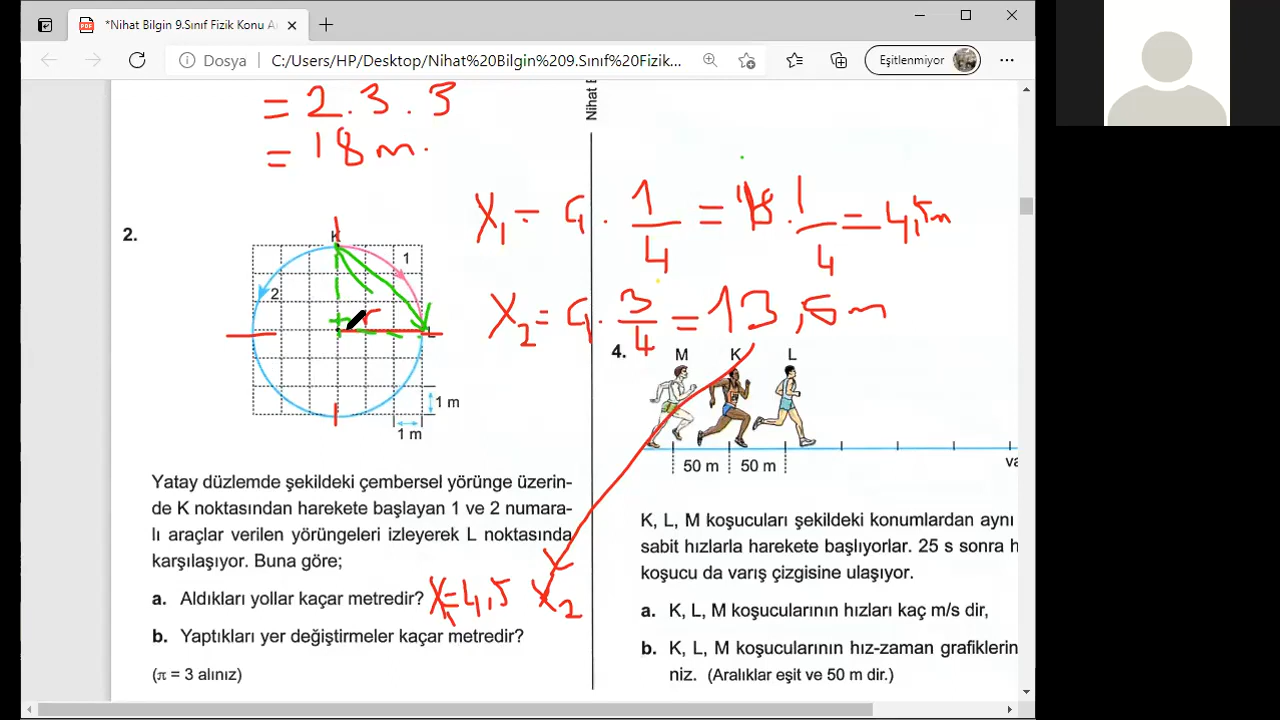 *Nihat Bilgin 9.Sınıf Fizik Konu A
Dosya
C:/Users/HP/Desktop/Nihat%20Bilgin%209.Sınıf%20Fizik...
Eşitlenmiyor
= 2.3.3
= 18 m.
Nihat B
2.
K
1
2
r
L
1 m
1 m
X₁ = Ç . 1/4 = 18 . 1/4 = 4,5 m
X₂ = Ç . 3/4 = 13,5 m
Yatay düzlemde şekildeki çembersel yörünge üzerin-
de K noktasından harekete başlayan 1 ve 2 numara-
lı araçlar verilen yörüngeleri izleyerek L noktasında
karşılaşıyor. Buna göre;
a. Aldıkları yollar kaçar metredir? X₁=4,5 X₂
b. Yaptıkları yer değiştirmeler kaçar metredir?
(π = 3 alınız)
4.
M K L
50 m 50 m
va
K, L, M koşucuları şekildeki konumlardan aynı
sabit hızlarla harekete başlıyorlar. 25 s sonra h
koşucu da varış çizgisine ulaşıyor.
a. K, L, M koşucularının hızları kaç m/s dir,
b. K, L, M koşucularının hız-zaman grafiklerin
niz. (Aralıklar eşit ve 50 m dir.)